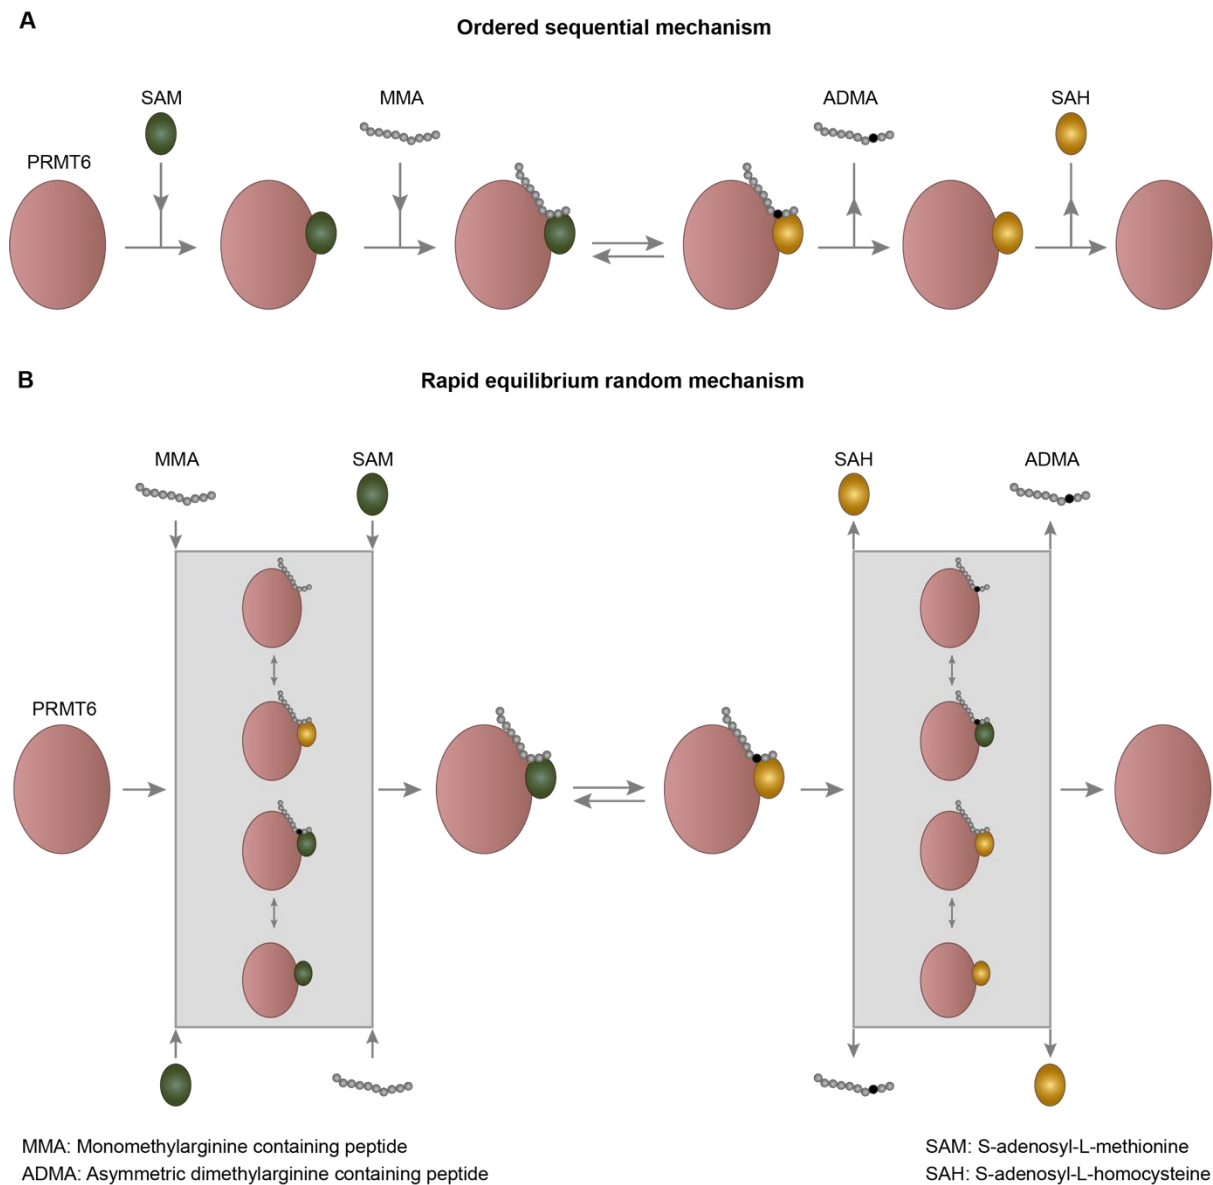 A
Ordered sequential mechanism
SAM
MMA
ADMA
SAH
PRMT6
B
Rapid equilibrium random mechanism
MMA
SAM
SAH
ADMA
PRMT6
MMA: Monomethylarginine containing peptide
ADMA: Asymmetric dimethylarginine containing peptide
SAM: S-adenosyl-L-methionine
SAH: S-adenosyl-L-homocysteine